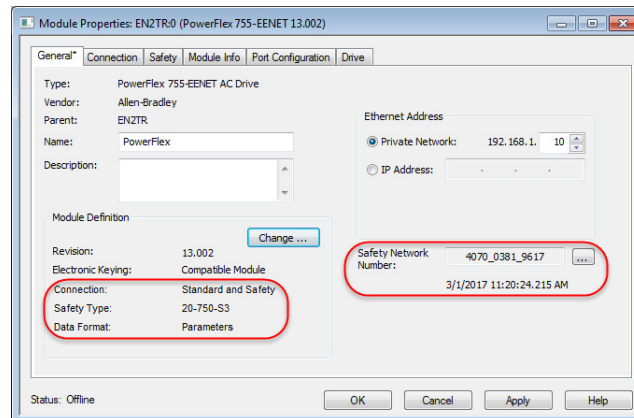 Module Properties: EN2TR:0 (PowerFlex 755-EENET 13.002)
General* Connection Safety Module Info Port Configuration Drive
Type: PowerFlex 755-EENET AC Drive
Vendor: Allen-Bradley
Parent: EN2TR
Name: PowerFlex
Description:
Ethernet Address
Private Network: 192.168.1. 10
IP Address: . . .
Module Definition
Change ...
Revision: 13.002
Electronic Keying: Compatible Module
Connection: Standard and Safety
Safety Type: 20-750-S3
Data Format: Parameters
Safety Network Number: 4070_0381_9617 ...
3/1/2017 11:20:24.215 AM
Status: Offline
OK Cancel Apply Help